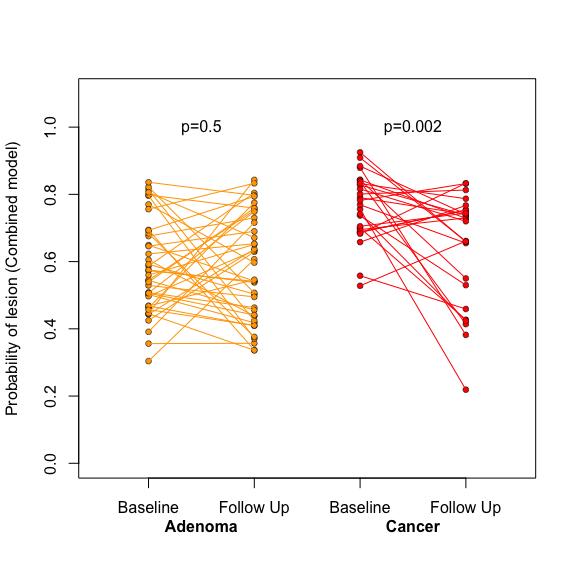 Probability of lesion (Combined model)
1.0
0.8
0.6
0.4
0.2
0.0
p=0.5
p=0.002
Baseline
Follow Up
Baseline
Follow Up
Adenoma
Cancer